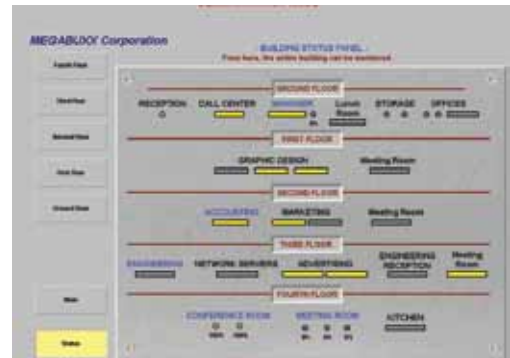 MEGABUXX Corporation
BUILDING STATUS PANEL
From here, the entire building can be monitored.
Fourth Floor
Third Floor
Second Floor
First Floor
Ground Floor
Main
Status
GROUND FLOOR
RECEPTION CALL CENTER MANAGER Lunch Room STORAGE OFFICES
FIRST FLOOR
GRAPHIC DESIGN Meeting Room
SECOND FLOOR
ACCOUNTING MARKETING Meeting Room
THIRD FLOOR
ENGINEERING NETWORK SERVERS ADVERTISING ENGINEERING RECEPTION Meeting Room
FOURTH FLOOR
CONFERENCE ROOM MEETING ROOM KITCHEN